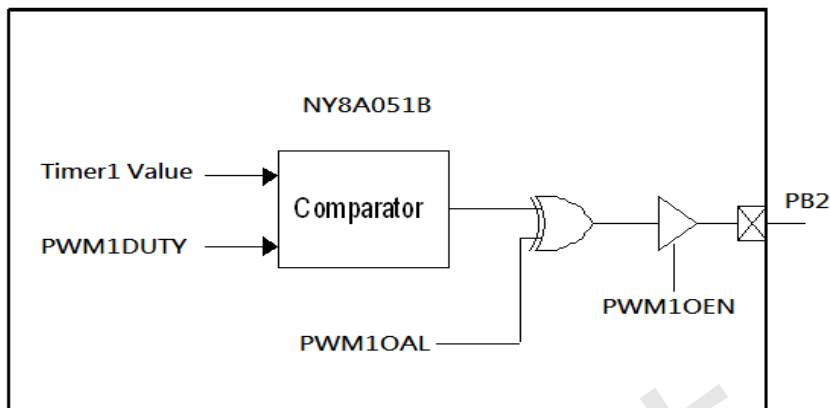 NY8A051B
Timer1 Value
Comparator
PB2
PWM1DUTY
PWM1OEN
PWM1OAL